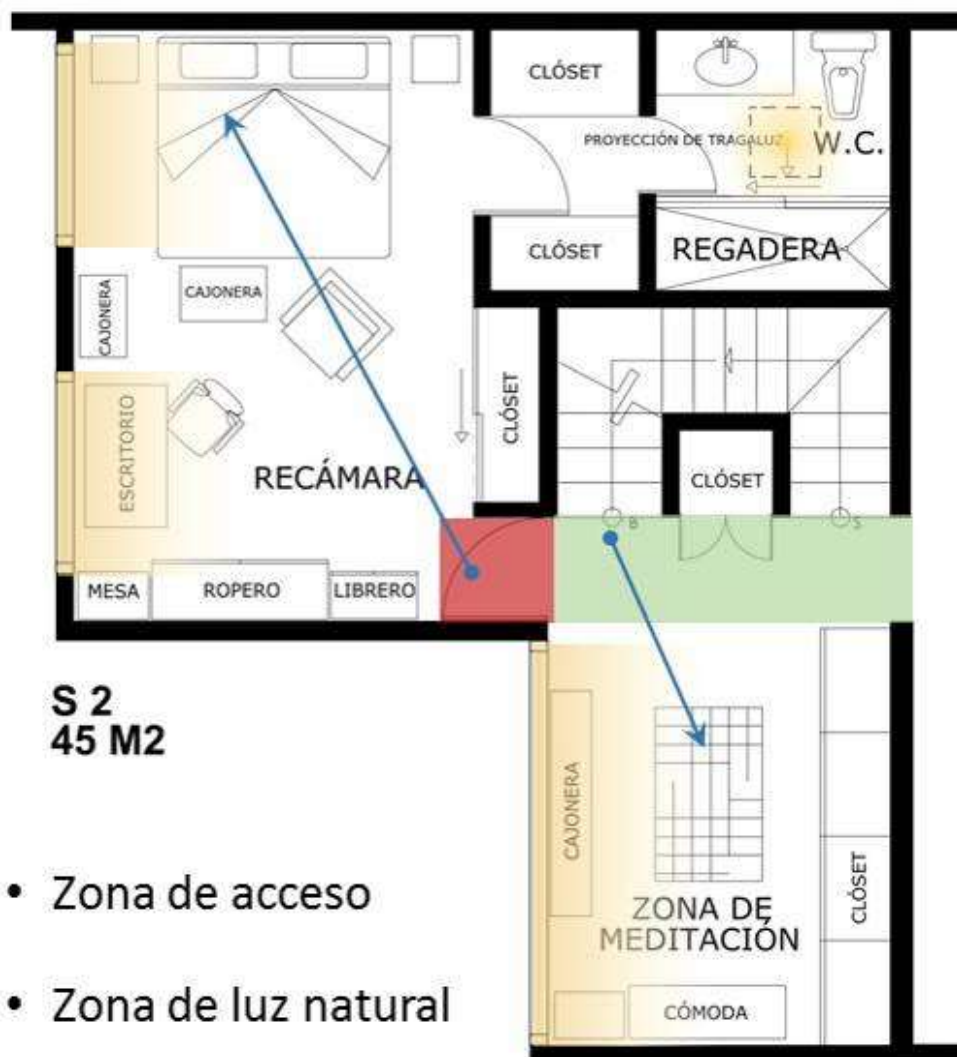 CLÓSET
PROYECCIÓN DE TRAGALUZ
W.C.
CLÓSET
REGADERA
CAJONERA
CAJONERA
ESCRITORIO
RECÁMARA
CLÓSET
CLÓSET
B
S
MESA
ROPERO
LIBRERO
S 2
45 M2
CAJONERA
ZONA DE
MEDITACIÓN
CLÓSET
CÓMODA
• Zona de acceso
• Zona de luz natural